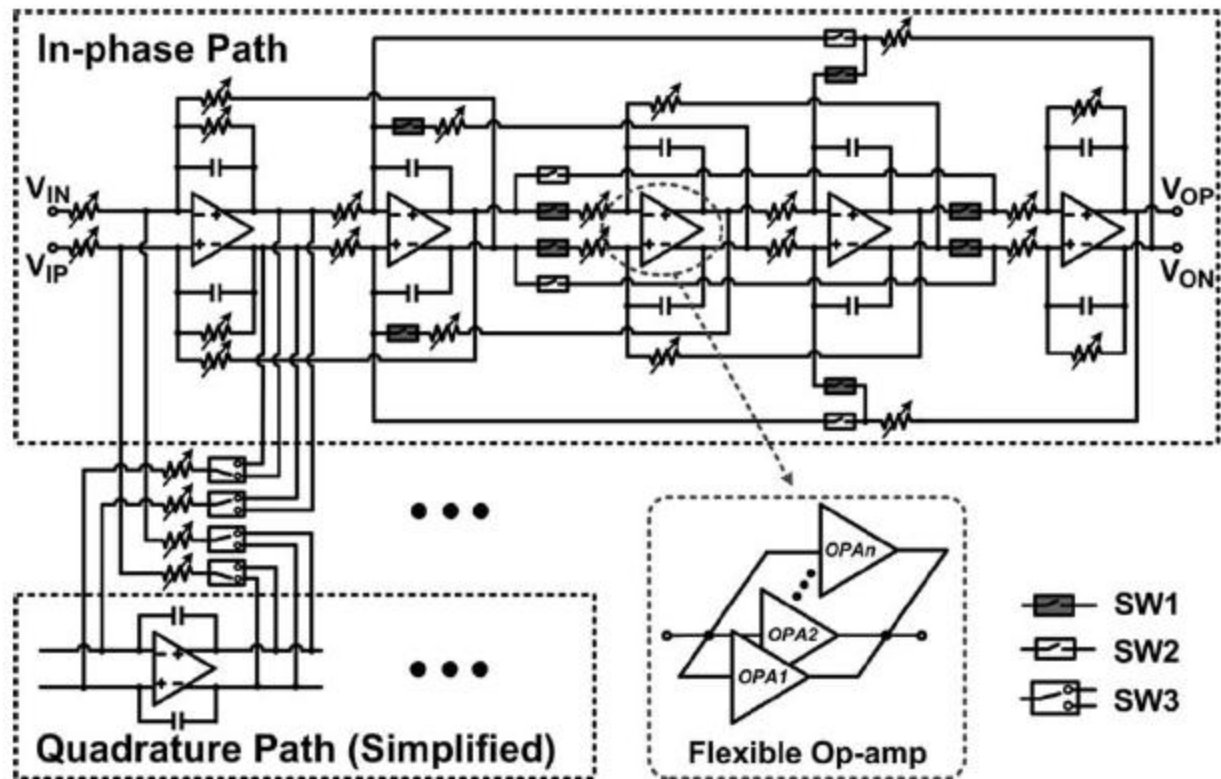 In-phase Path
VIN
VIP
VOP
VON
OPAn
OPA2
OPA1
SW1
SW2
SW3
Flexible Op-amp
Quadrature Path (Simplified)